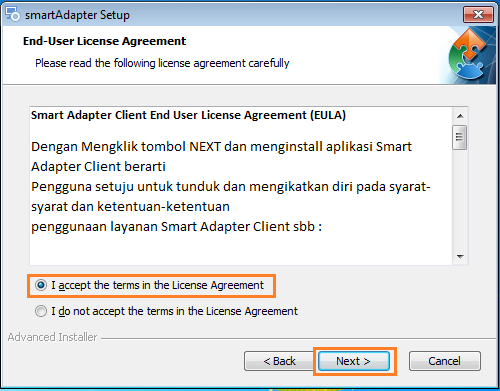 smartAdapter Setup
End-User License Agreement
Please read the following license agreement carefully
Smart Adapter Client End User License Agreement (EULA)
Dengan Mengklik tombol NEXT dan menginstall aplikasi Smart
Adapter Client berarti
Pengguna setuju untuk tunduk dan mengikatkan diri pada syarat-
syarat dan ketentuan-ketentuan
penggunaan layanan Smart Adapter Client sbb :
I accept the terms in the License Agreement
I do not accept the terms in the License Agreement
Advanced Installer
< Back Next > Cancel